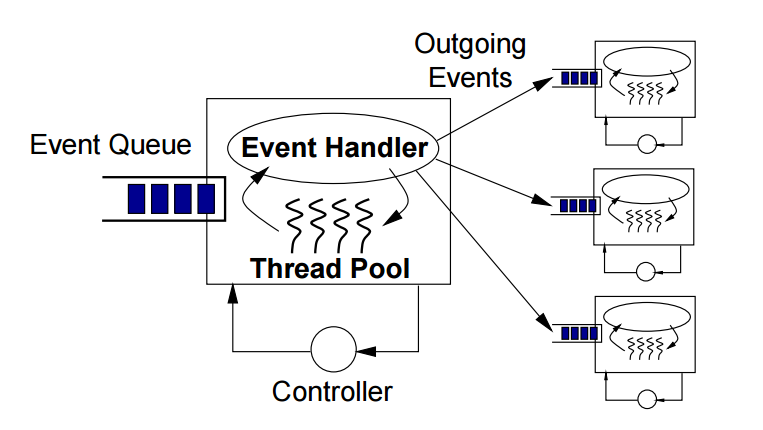 Outgoing
Events
Event Queue
Event Handler
Thread Pool
Controller